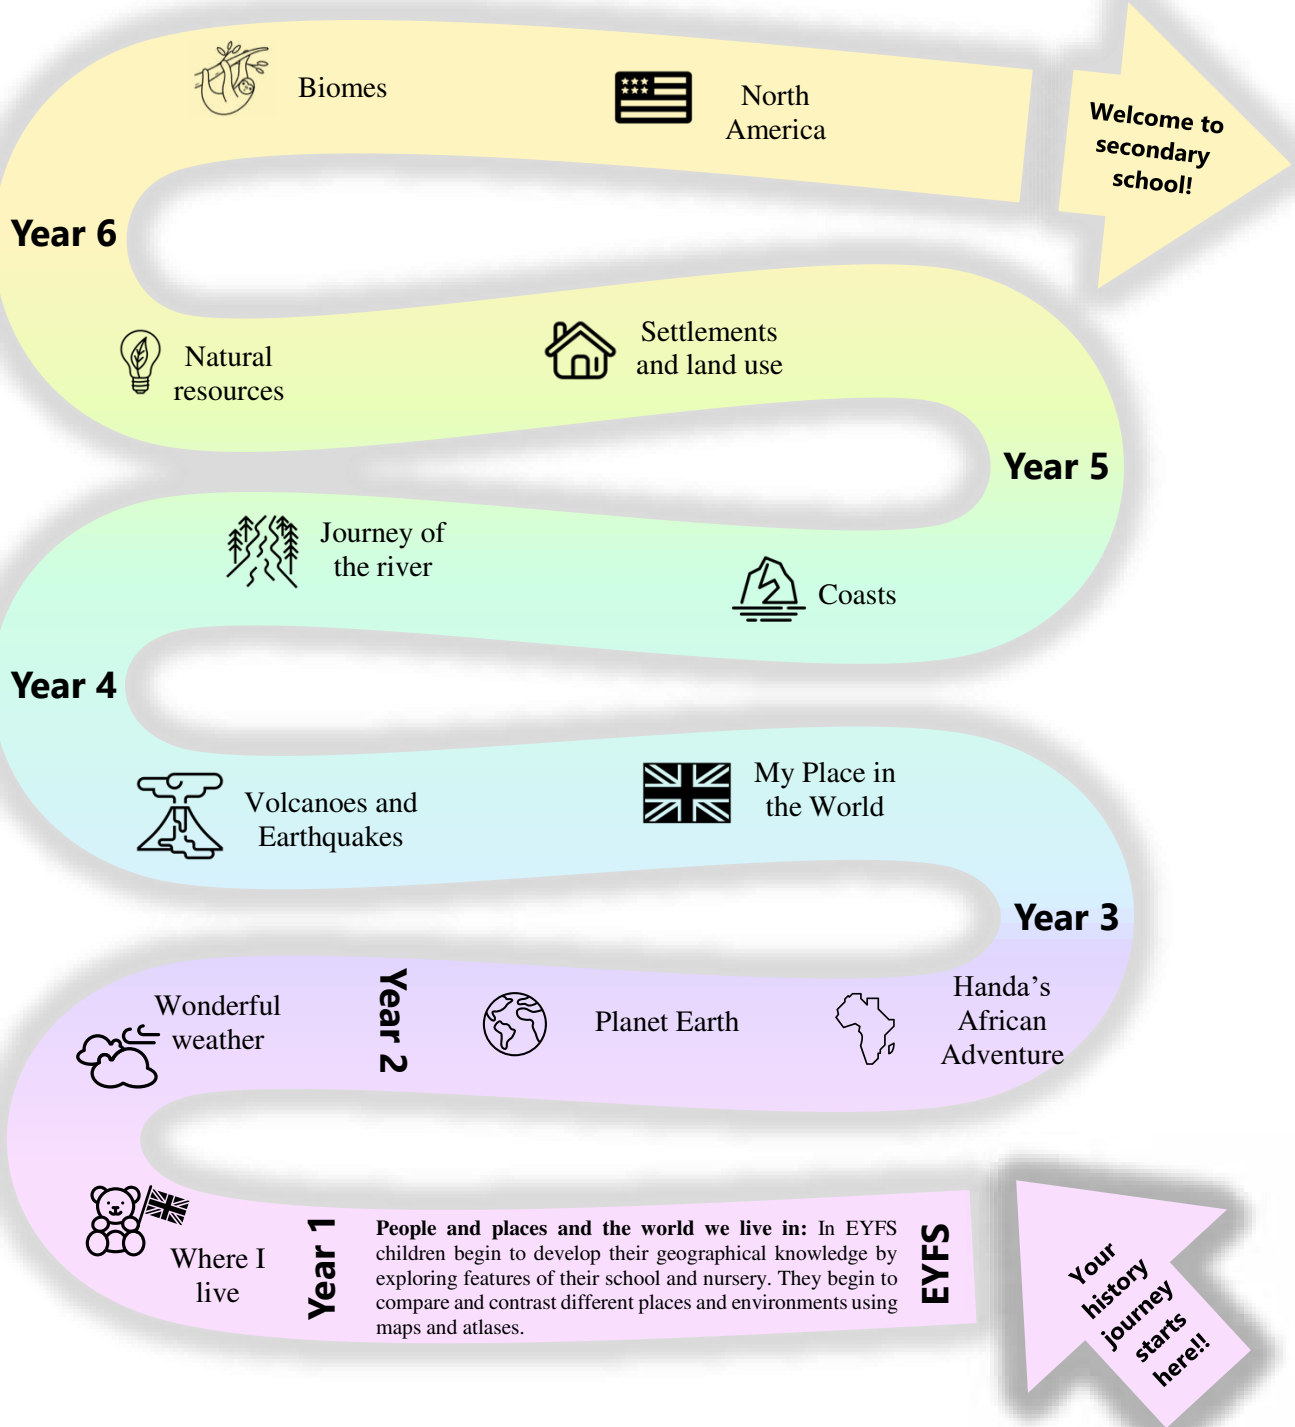 Biomes
North
America
Welcome to
secondary
school!
Year 6
Natural
resources
Settlements
and land use
Year 5
Journey of
the river
Coasts
Year 4
Volcanoes and
Earthquakes
My Place in
the World
Year 3
Wonderful
weather
Year 2
Planet Earth
Handa’s
African
Adventure
Where I
live
Year 1
People and places and the world we live in: In EYFS
children begin to develop their geographical knowledge by
exploring features of their school and nursery. They begin to
compare and contrast different places and environments using
maps and atlases.
EYFS
Your
history
journey
starts
here!!